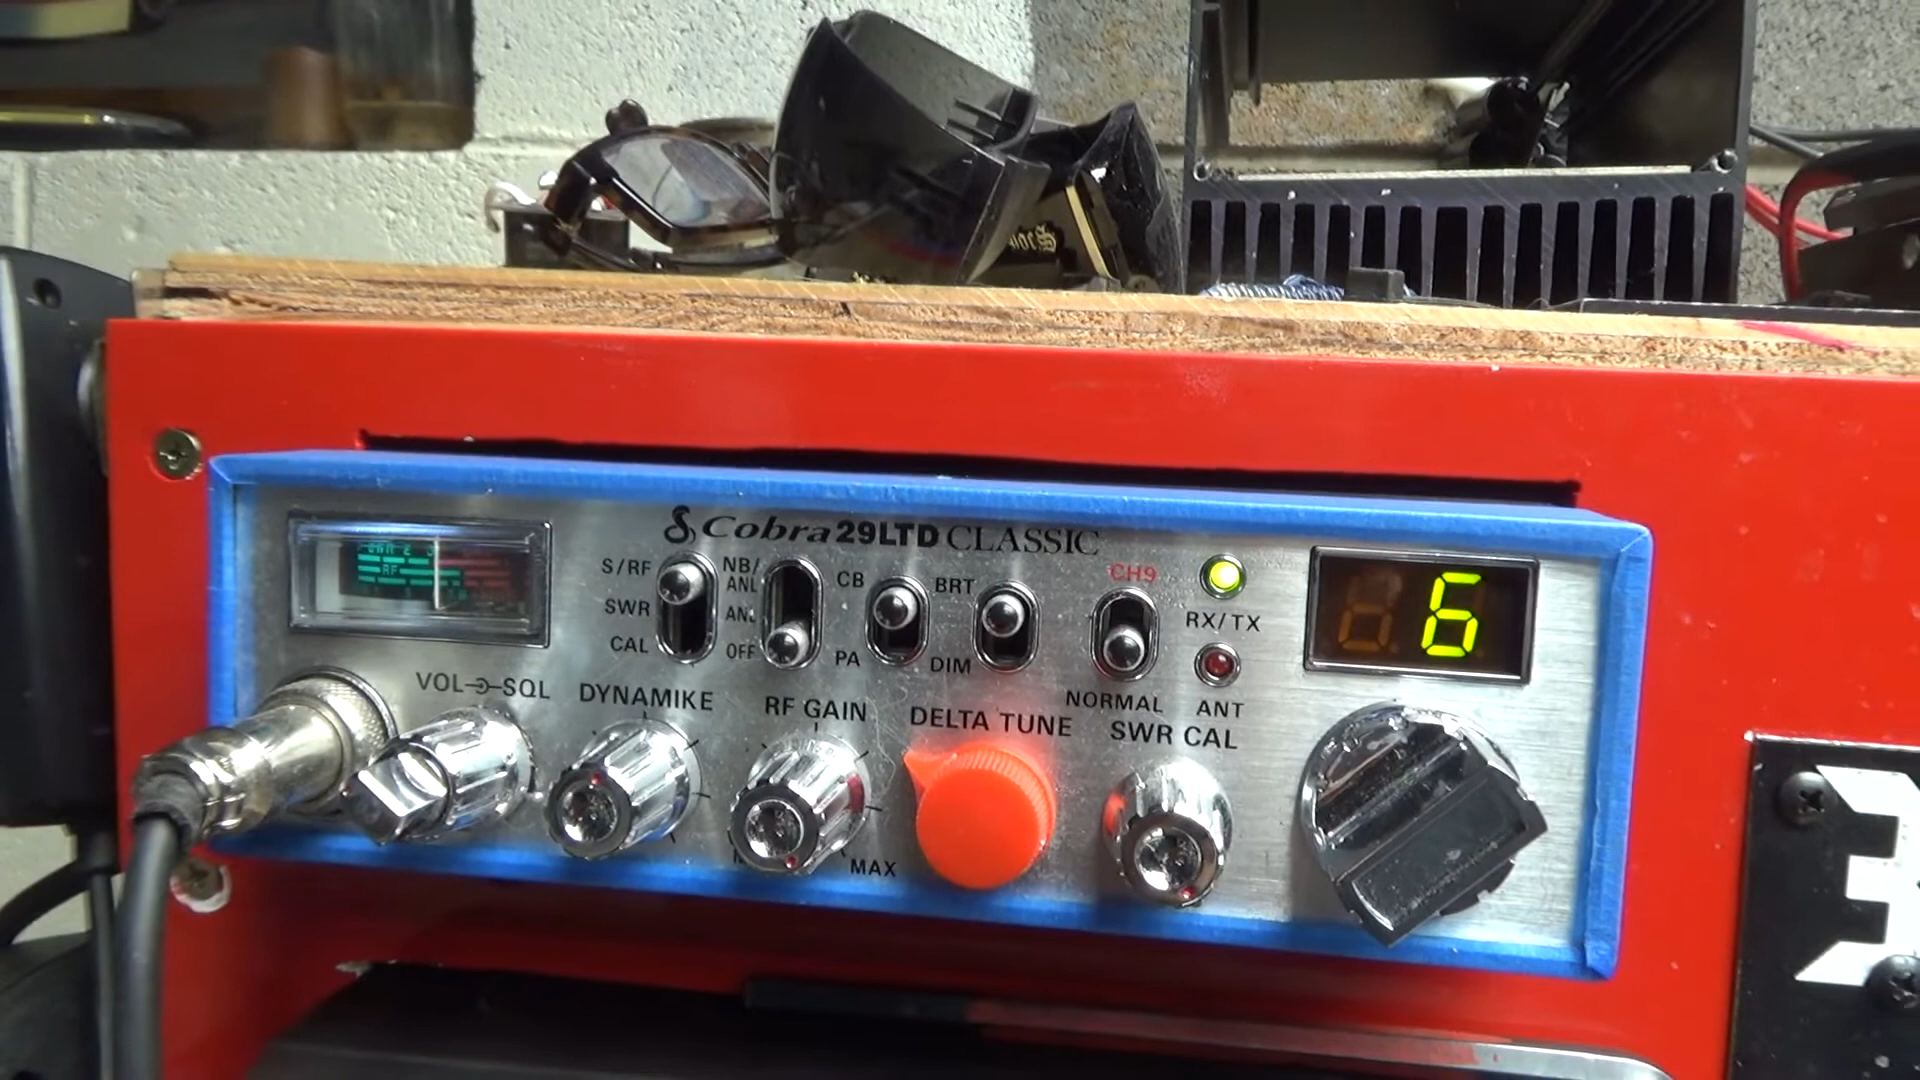 Cobra 29LTD CLASSIC
S/RF
SWR
CAL
NB/
ANL
ANL
OFF
CB
PA
BRT
DIM
CH9
NORMAL
RX/TX
ANT
6
RF
VOL SQL
DYNAMIKE
RF GAIN
MAX
DELTA TUNE
SWR CAL